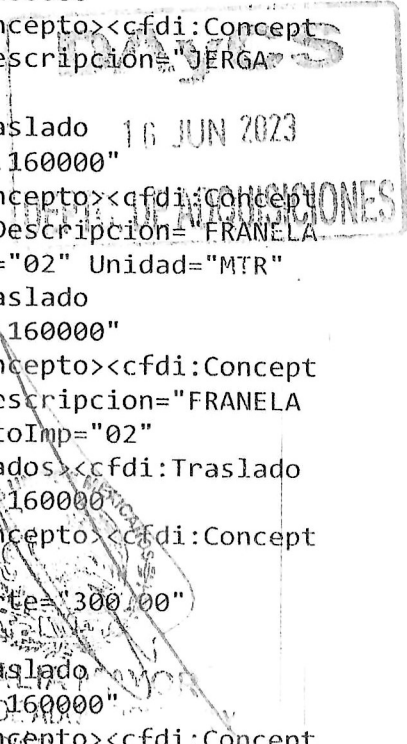 ncepto><cfdi:Concept
escripcion="JERGA
aslado
16 JUN 2023
160000"
ncepto><cfdi:Concept
DE ADQUISICIONES
Descripcion="FRANELA
="02" Unidad="MTR"
aslado
160000"
ncepto><cfdi:Concept
escripcion="FRANELA
toImp="02"
ados><cfdi:Traslado
160000"
ncepto><cfdi:Concept
te="300.00"
aslado
160000"
ncepto><cfdi:Concept